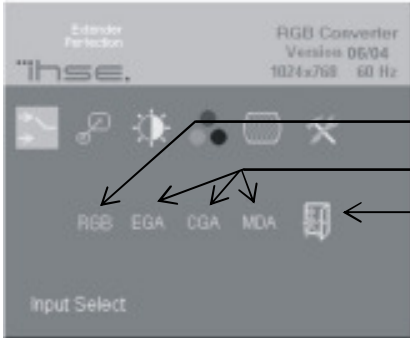 Extender
Perfection
RGB Converter
Version 06/04
ihse.
1024x768 60 Hz
RGB EGA CGA MDA
Input Select